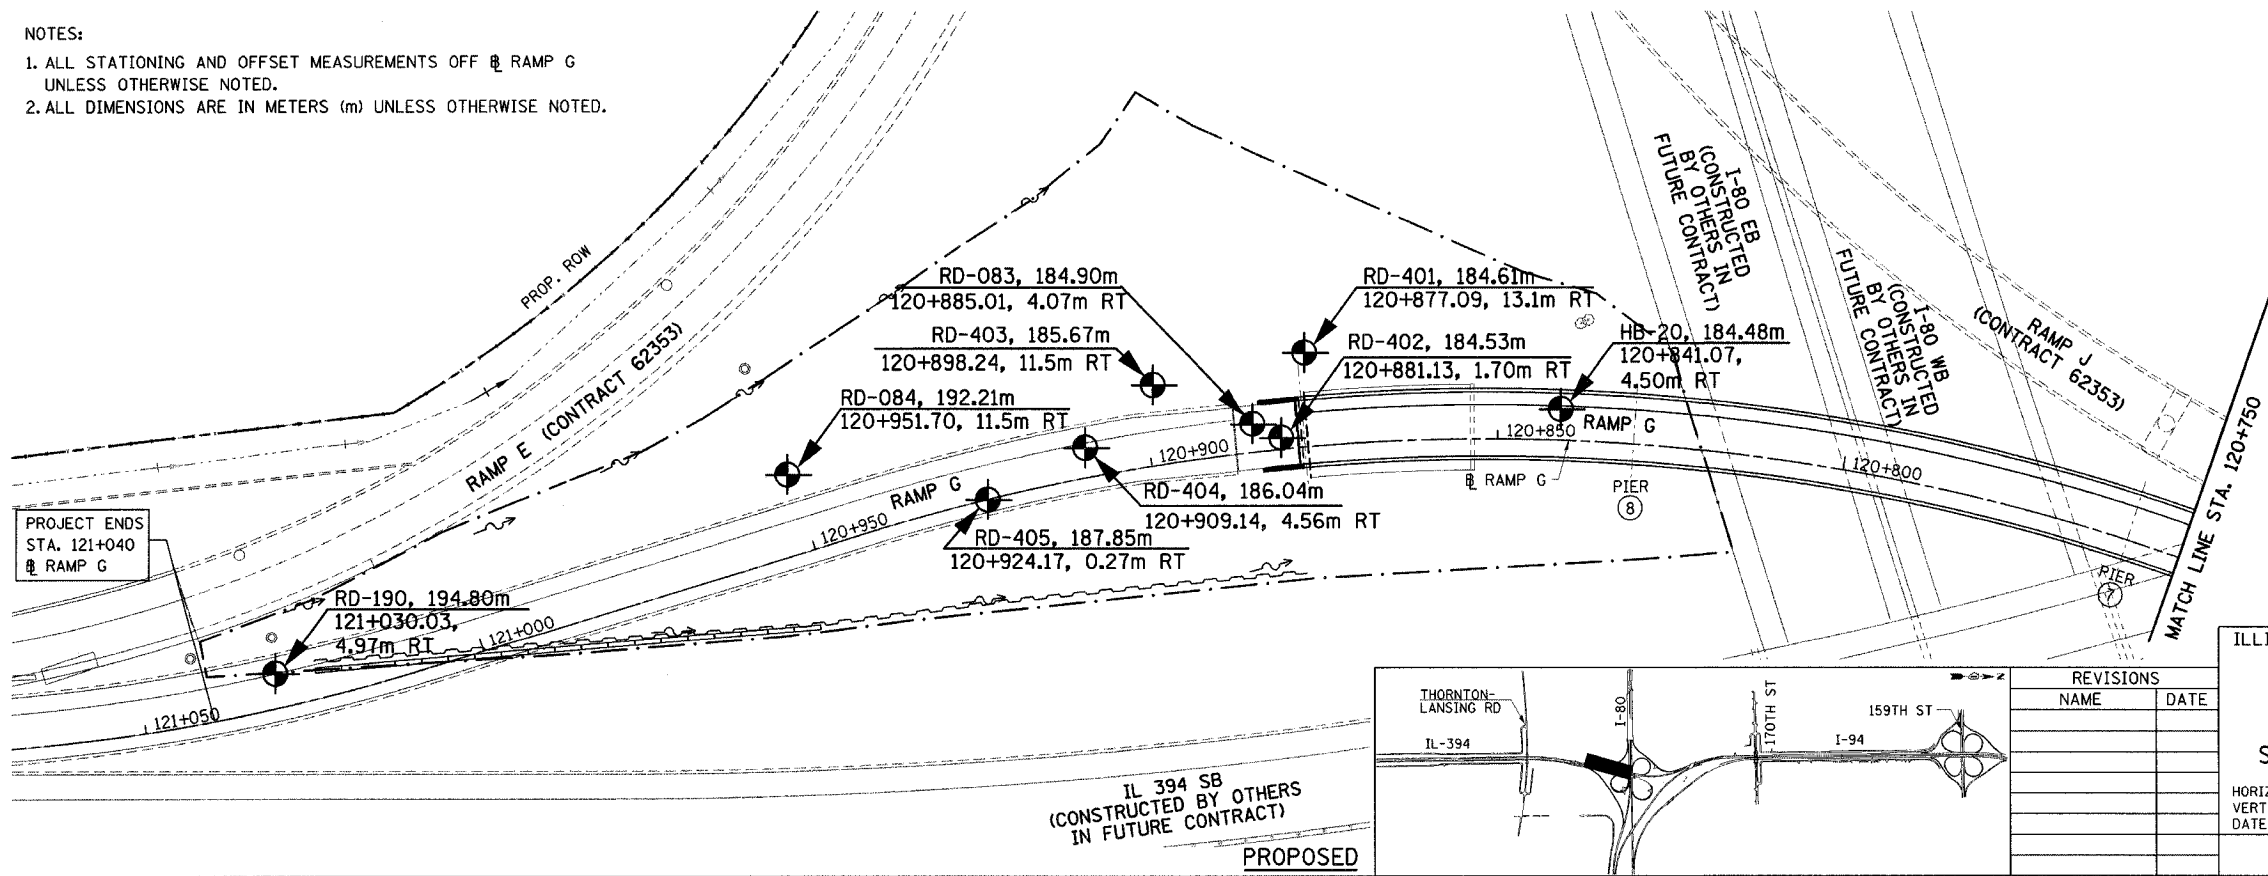 NOTES:
1. ALL STATIONING AND OFFSET MEASUREMENTS OFF ℄ RAMP G
UNLESS OTHERWISE NOTED.
2. ALL DIMENSIONS ARE IN METERS (m) UNLESS OTHERWISE NOTED.
PROP. ROW
RAMP E (CONTRACT 62353)
RD-083, 184.90m
120+885.01, 4.07m RT
RD-403, 185.67m
120+898.24, 11.5m RT
RD-084, 192.21m
120+951.70, 11.5m RT
RD-401, 184.61m
120+877.09, 13.1m RT
RD-402, 184.53m
120+881.13, 1.70m RT
HB-20, 184.48m
120+841.07,
4.50m RT
I-80 EB
(CONSTRUCTED
BY OTHERS IN
FUTURE CONTRACT)
I-80 WB
(CONSTRUCTED
BY OTHERS IN
FUTURE CONTRACT)
RAMP J
(CONTRACT 62353)
MATCH LINE STA. 120+750
RAMP G
120+850
120+800
120+900
℄ RAMP G
PIER
8
PIER
7
RAMP G
120+950
RD-404, 186.04m
120+909.14, 4.56m RT
RD-405, 187.85m
120+924.17, 0.27m RT
PROJECT ENDS
STA. 121+040
℄ RAMP G
RD-190, 194.80m
121+030.03,
4.97m RT
121+000
121+050
IL 394 SB
(CONSTRUCTED BY OTHERS
IN FUTURE CONTRACT)
PROPOSED
THORNTON-
LANSING RD
IL-394
I-80
170TH ST
I-94
159TH ST
REVISIONS
NAME DATE
ILLI
S
HORIZ
VERT
DATE